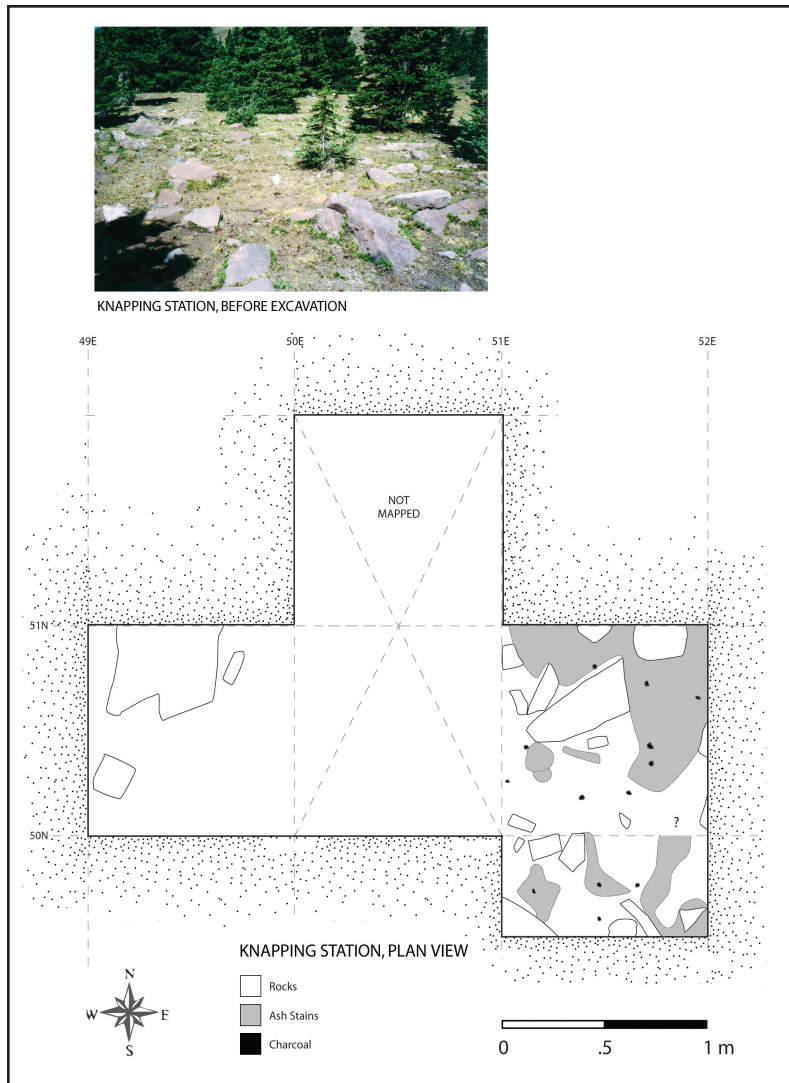 KNAPPING STATION, BEFORE EXCAVATION
49E
50E
51E
52E
NOT
MAPPED
51N
50N
?
KNAPPING STATION, PLAN VIEW
N
W
E
S
Rocks
Ash Stains
Charcoal
0
.5
1 m